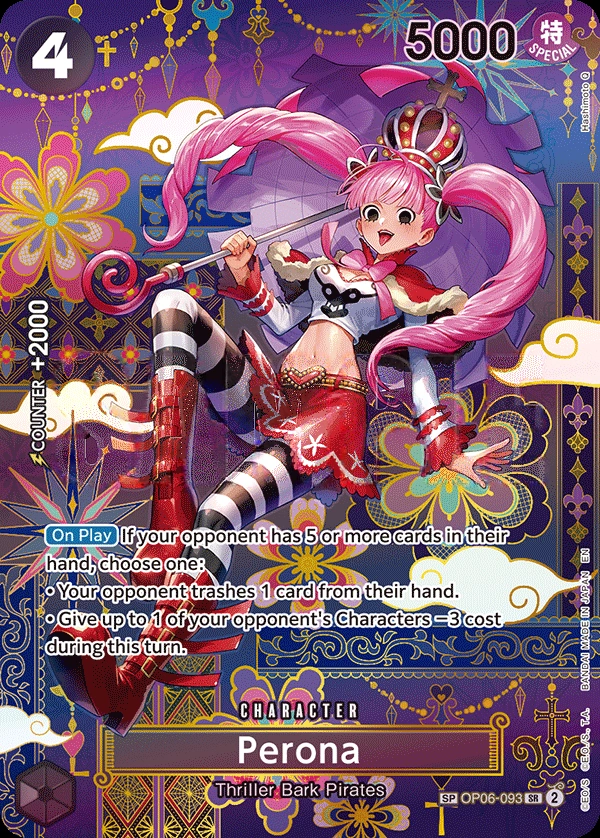 4
5000
特
SPECIAL
Hashimoto Q
COUNTER +2000
On Play If your opponent has 5 or more cards in their
hand, choose one:
• Your opponent trashes 1 card from their hand.
• Give up to 1 of your opponent's Characters −3 cost
during this turn.
CHARACTER
Perona
Thriller Bark Pirates
SP OP06-093 SR 2
©E.O/S ©E.O./S., T.A. BANDAI MADE IN JAPAN EN